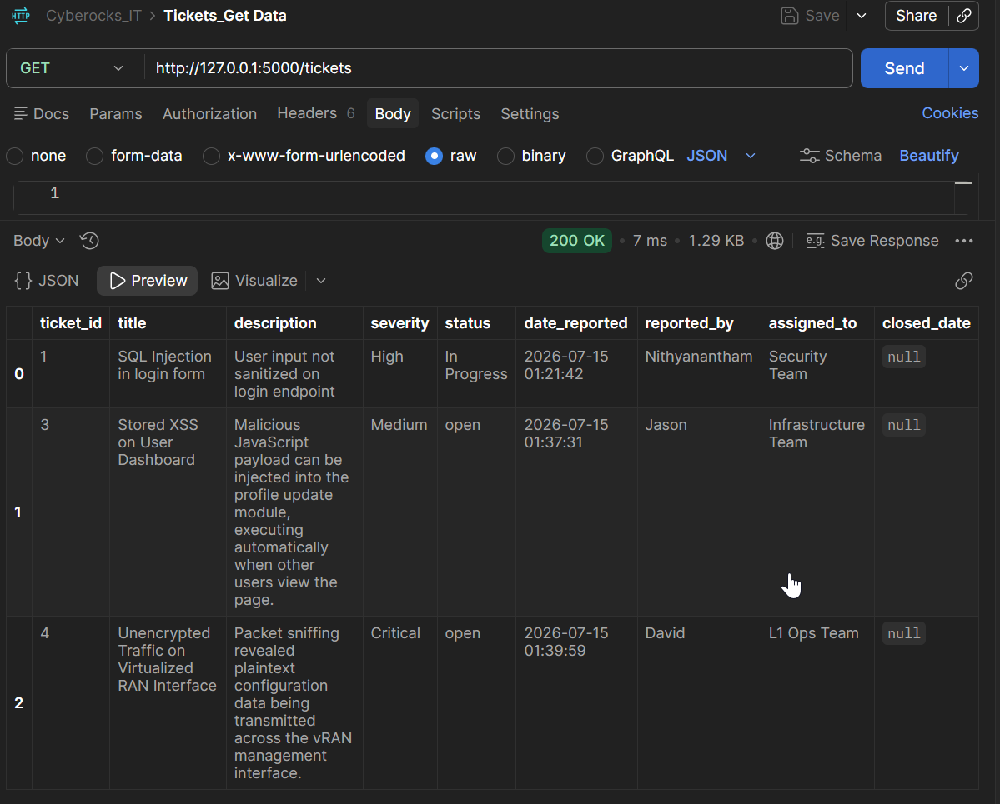 HTTP Cyberocks_IT > Tickets_Get Data Save Share
GET http://127.0.0.1:5000/tickets Send
Docs Params Authorization Headers 6 Body Scripts Settings Cookies
none form-data x-www-form-urlencoded raw binary GraphQL JSON Schema Beautify
1
Body 200 OK • 7 ms • 1.29 KB • e.g. Save Response
{} JSON Preview Visualize
ticket_id title description severity status date_reported reported_by assigned_to closed_date
0
1
SQL Injection
in login form
User input not
sanitized on
login endpoint
High
In
Progress
2026-07-15
01:21:42
Nithyanantham
Security
Team
null
1
3
Stored XSS
on User
Dashboard
Malicious
JavaScript
payload can be
injected into the
profile update
module,
executing
automatically
when other
users view the
page.
Medium
open
2026-07-15
01:37:31
Jason
Infrastructure
Team
null
2
4
Unencrypted
Traffic on
Virtualized
RAN Interface
Packet sniffing
revealed
plaintext
configuration
data being
transmitted
across the vRAN
management
interface.
Critical
open
2026-07-15
01:39:59
David
L1 Ops Team
null